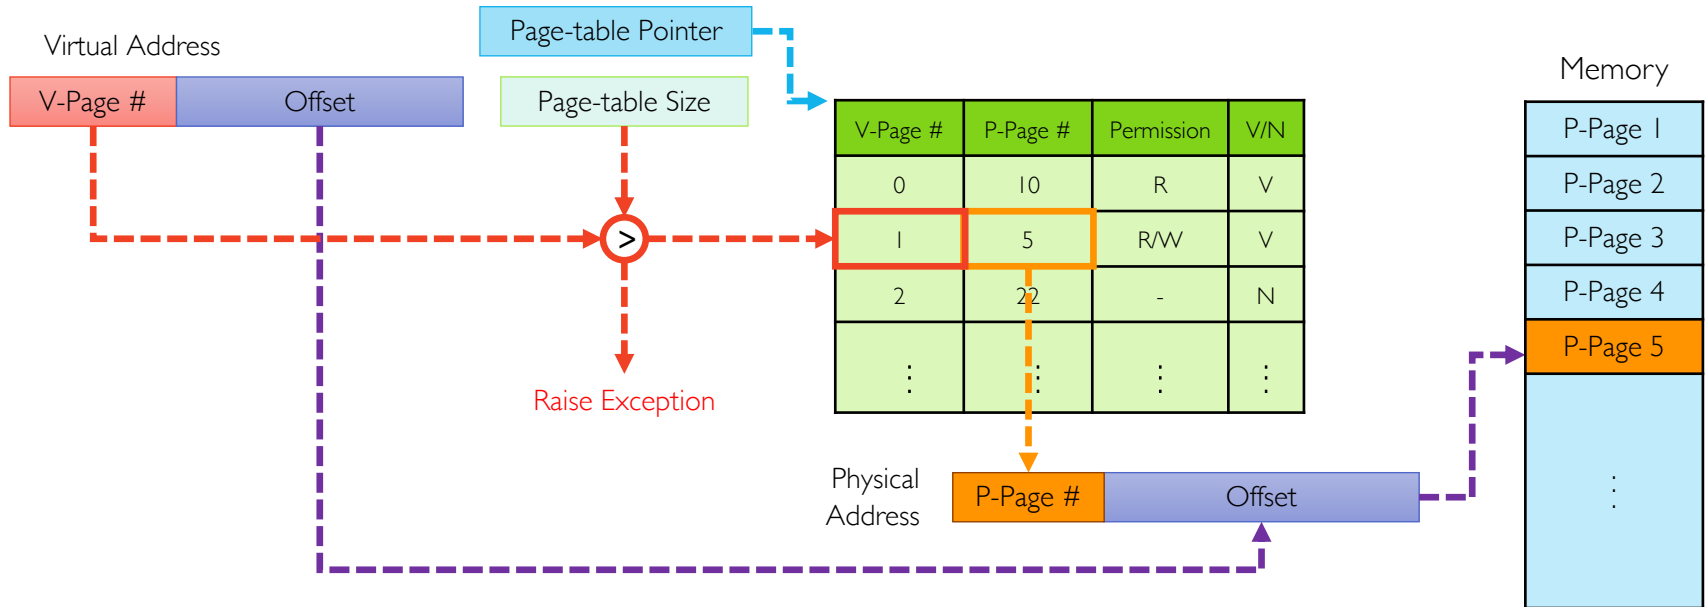 Virtual Address
V-Page #
Offset
Page-table Pointer
Page-table Size
>
Raise Exception
V-Page # P-Page # Permission V/N
0 10 R V
1 5 R/W V
2 22 - N
⋮ ⋮ ⋮ ⋮
Physical
Address
P-Page #
Offset
Memory
P-Page 1
P-Page 2
P-Page 3
P-Page 4
P-Page 5
⋮